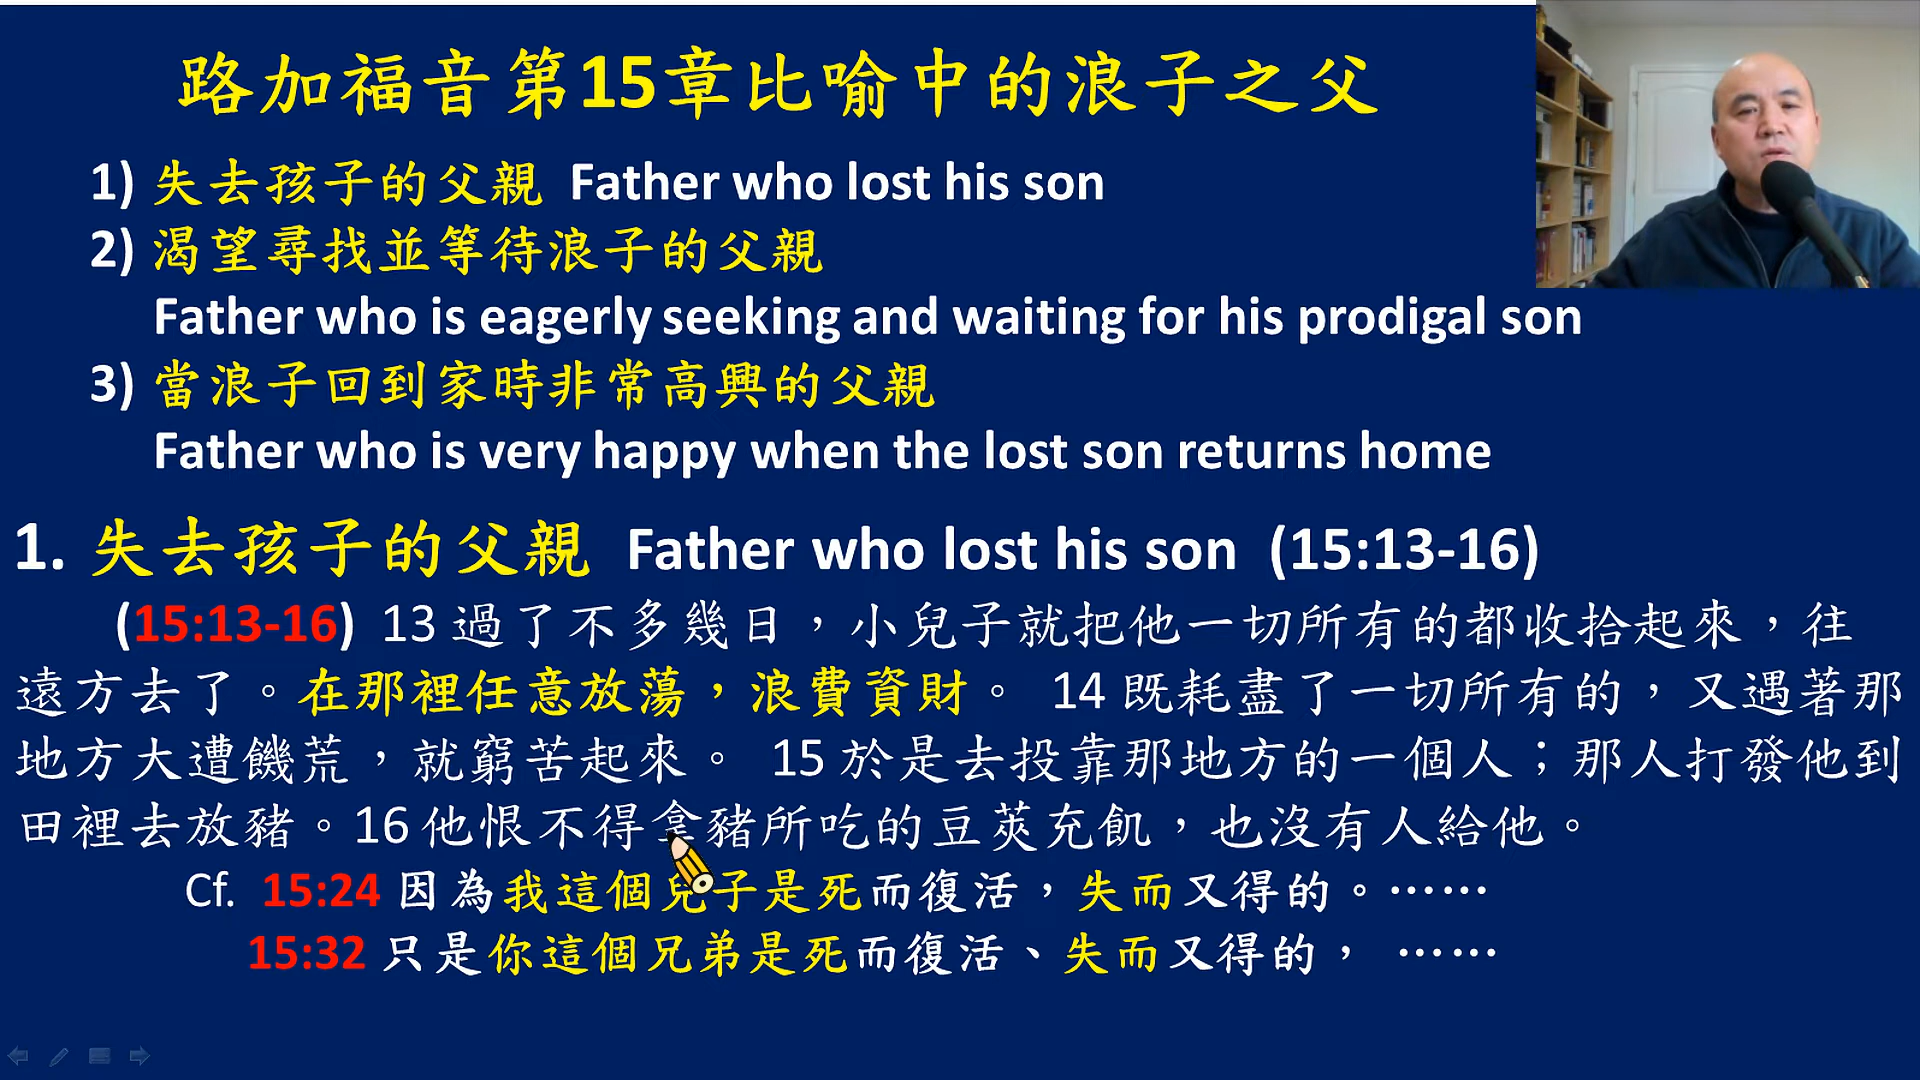 路加福音第15章比喻中的浪子之父
1) 失去孩子的父親 Father who lost his son
2) 渴望尋找並等待浪子的父親
Father who is eagerly seeking and waiting for his prodigal son
3) 當浪子回到家時非常高興的父親
Father who is very happy when the lost son returns home
1. 失去孩子的父親 Father who lost his son (15:13-16)
(15:13-16) 13 過了不多幾日，小兒子就把他一切所有的都收拾起來，往
遠方去了。在那裡任意放蕩，浪費資財。 14 既耗盡了一切所有的，又遇著那
地方大遭饑荒，就窮苦起來。 15 於是去投靠那地方的一個人；那人打發他到
田裡去放豬。16 他恨不得拿豬所吃的豆莢充飢，也沒有人給他。
Cf. 15:24 因為我這個兒子是死而復活，失而又得的。……
15:32 只是你這個兄弟是死而復活、失而又得的， ……